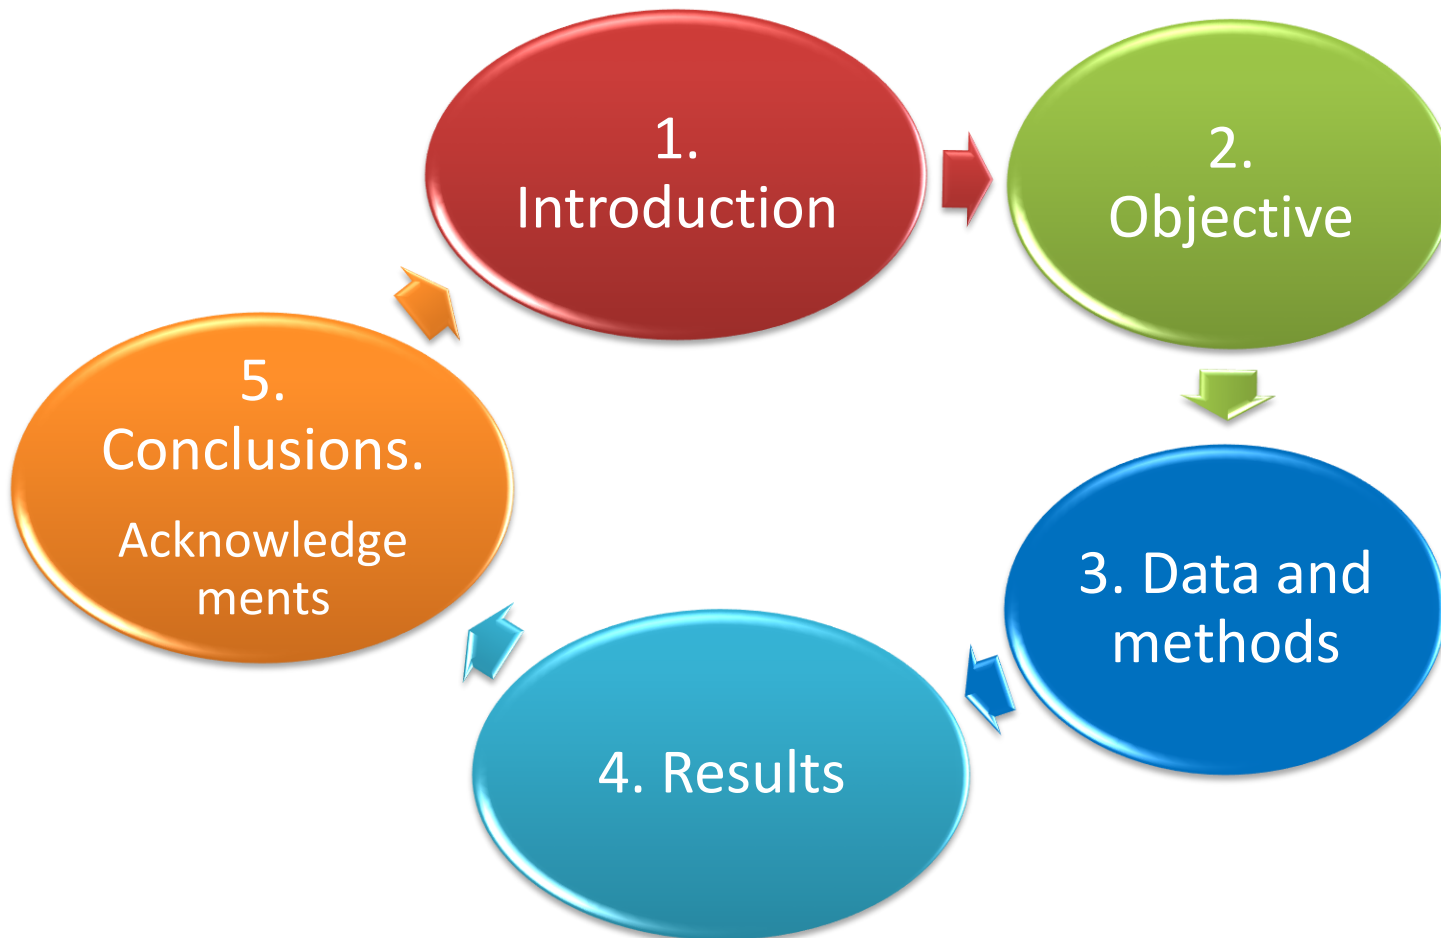 1.
Introduction
2.
Objective
3. Data and
methods
4. Results
5.
Conclusions.
Acknowledge
ments